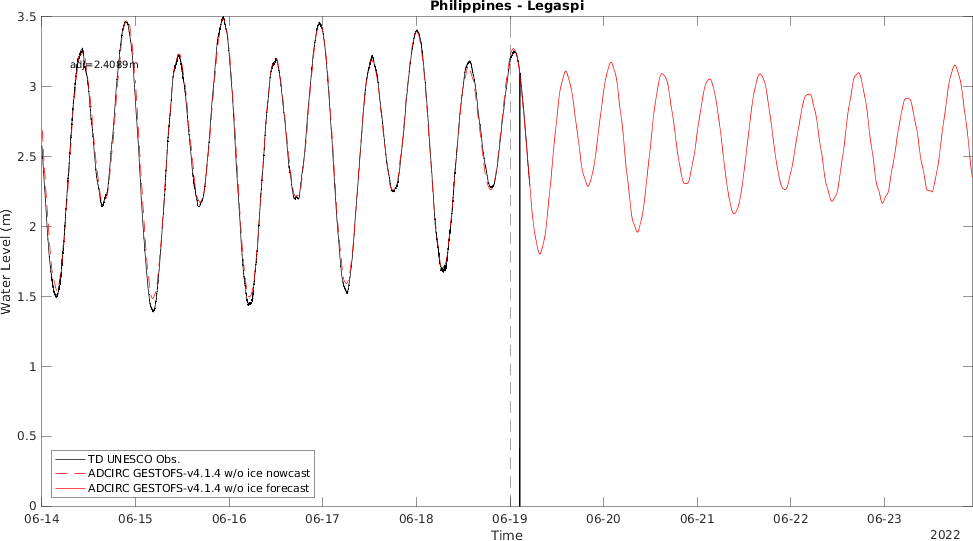 Philippines - Legaspi
3.5
adj=2.4089m
3
2.5
2
Water Level (m)
1.5
1
0.5
TD UNESCO Obs.
ADCIRC GESTOFS-v4.1.4 w/o ice nowcast
ADCIRC GESTOFS-v4.1.4 w/o ice forecast
0
06-14 06-15 06-16 06-17 06-18 06-19 06-20 06-21 06-22 06-23
Time
2022